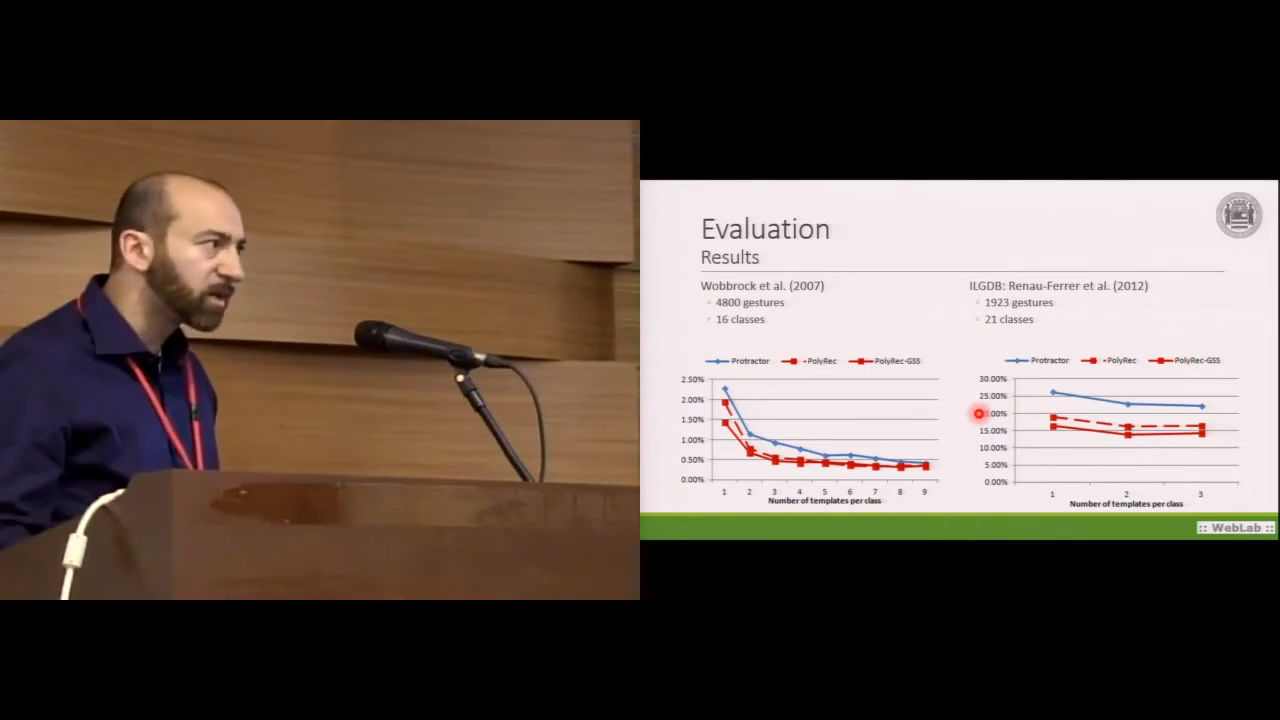 Evaluation
Results
Wobbrock et al. (2007)
▫ 4800 gestures
▫ 16 classes
Protractor PolyRec PolyRec-GSS
2.50%
2.00%
1.50%
1.00%
0.50%
0.00%
1 2 3 4 5 6 7 8 9
Number of templates per class
ILGDB: Renau-Ferrer et al. (2012)
▫ 1923 gestures
▫ 21 classes
Protractor PolyRec PolyRec-GSS
30.00%
25.00%
15.00%
10.00%
5.00%
0.00%
1 2 3
Number of templates per class
:: WebLab ::